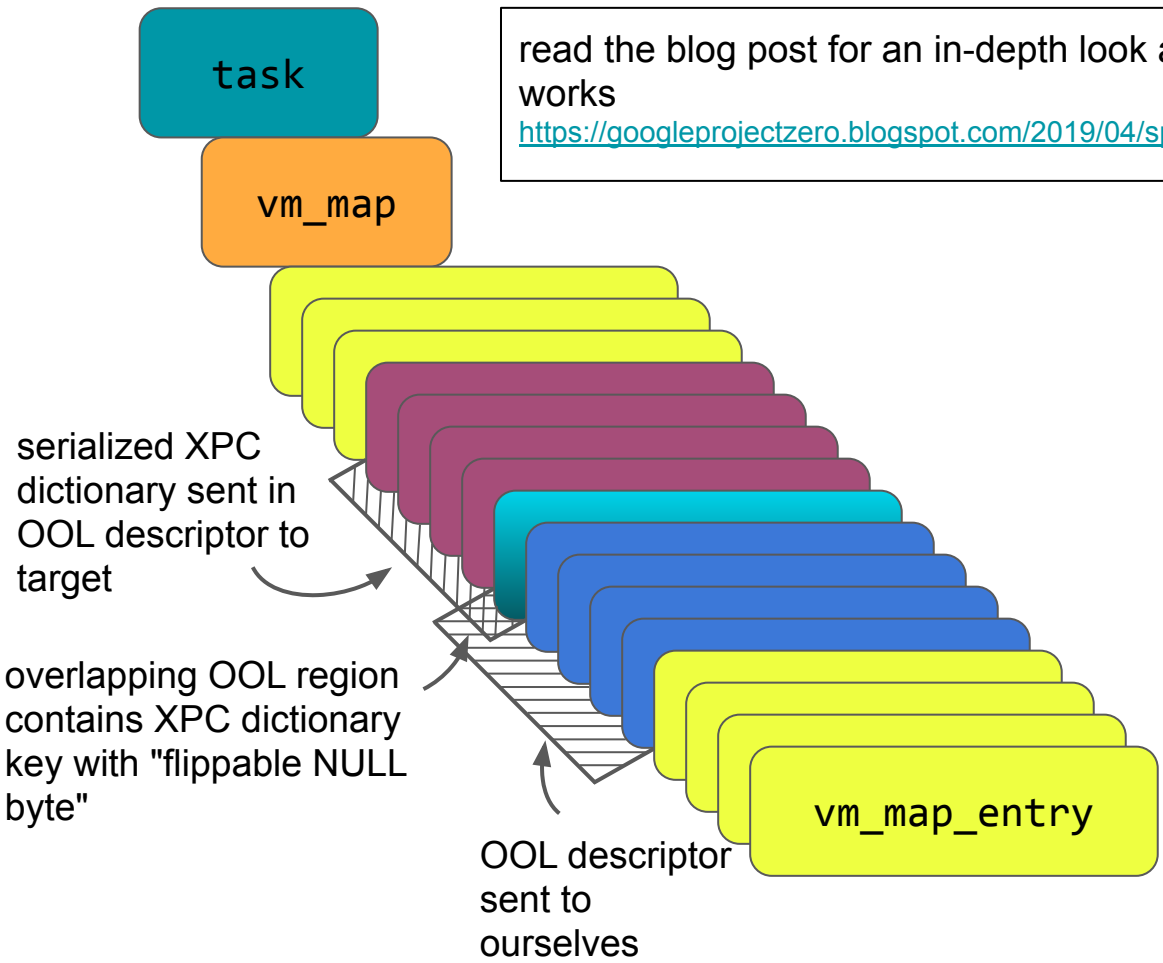 task
read the blog post for an in-depth look a
works
https://googleprojectzero.blogspot.com/2019/04/sp
vm_map
serialized XPC
dictionary sent in
OOL descriptor to
target
overlapping OOL region
contains XPC dictionary
key with "flippable NULL
byte"
vm_map_entry
OOL descriptor
sent to
ourselves